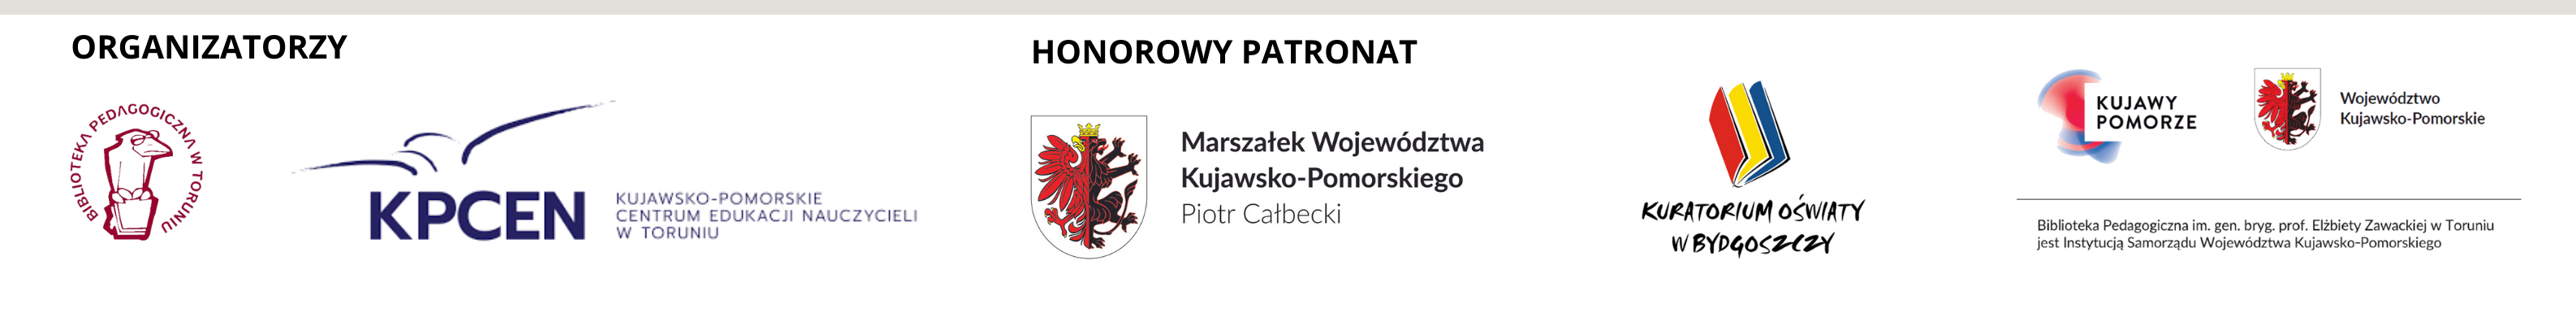 ORGANIZATORZY
BIBLIOTEKA PEDAGOGICZNA W TORUNIU
KPCEN
KUJAWSKO-POMORSKIE
CENTRUM EDUKACJI NAUCZYCIELI
W TORUNIU
HONOROWY PATRONAT
Marszałek Województwa
Kujawsko-Pomorskiego
Piotr Całbecki
KURATORIUM OŚWIATY
W BYDGOSZCZY
KUJAWY
POMORZE
Województwo
Kujawsko-Pomorskie
Biblioteka Pedagogiczna im. gen. bryg. prof. Elżbiety Zawackiej w Toruniu
jest Instytucją Samorządu Województwa Kujawsko-Pomorskiego